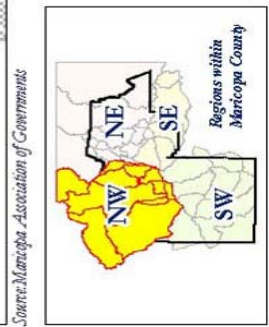 Source: Maricopa Association of Governments
NW
NE
SW
SE
Regions within
Maricopa County